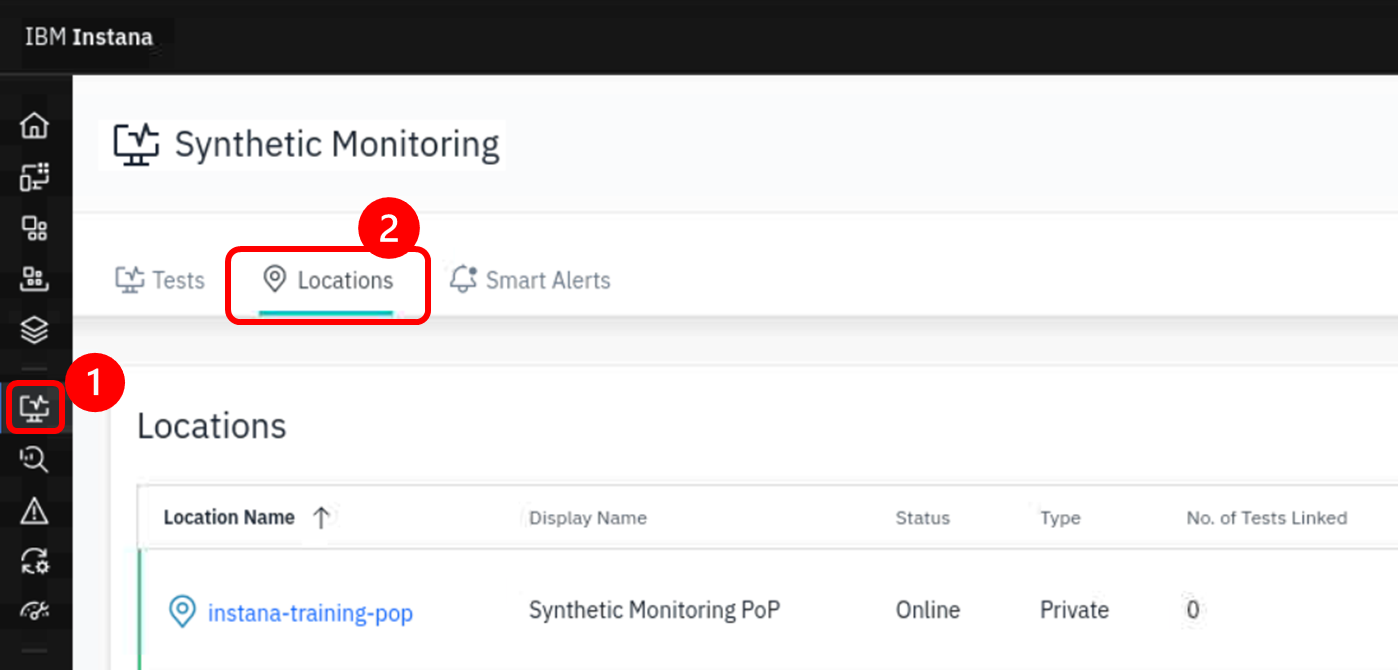 IBM Instana
Synthetic Monitoring
2
Tests Locations Smart Alerts
1
Locations
Location Name Display Name Status Type No. of Tests Linked
instana-training-pop Synthetic Monitoring PoP Online Private 0